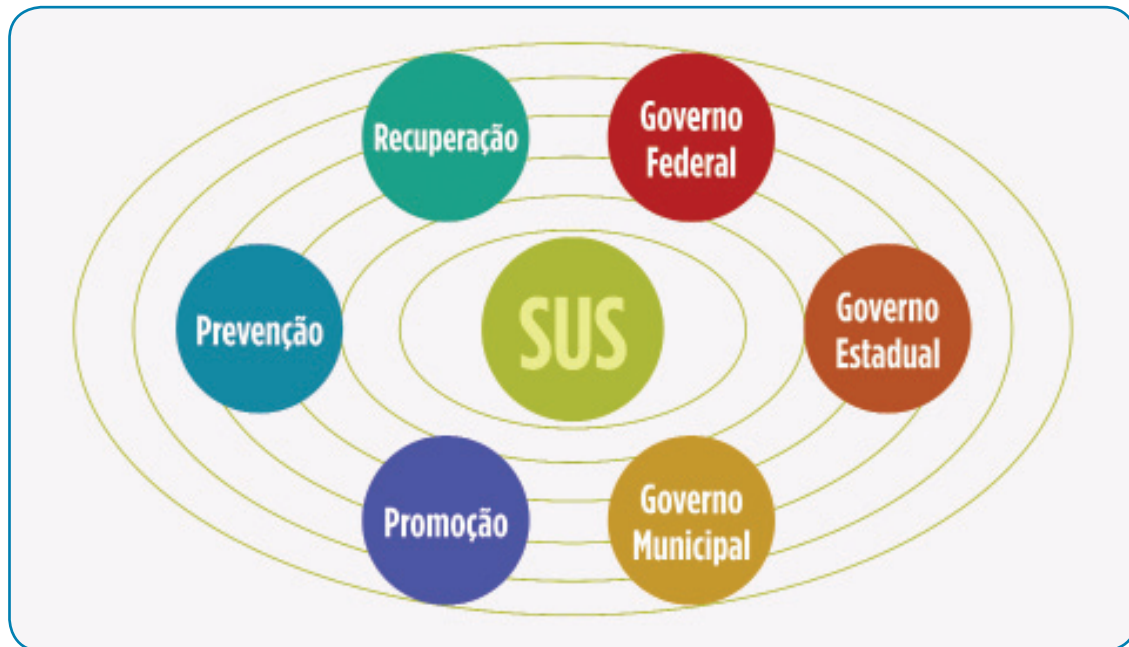 Recuperação
Governo
Federal
Prevenção
SUS
Governo
Estadual
Promoção
Governo
Municipal